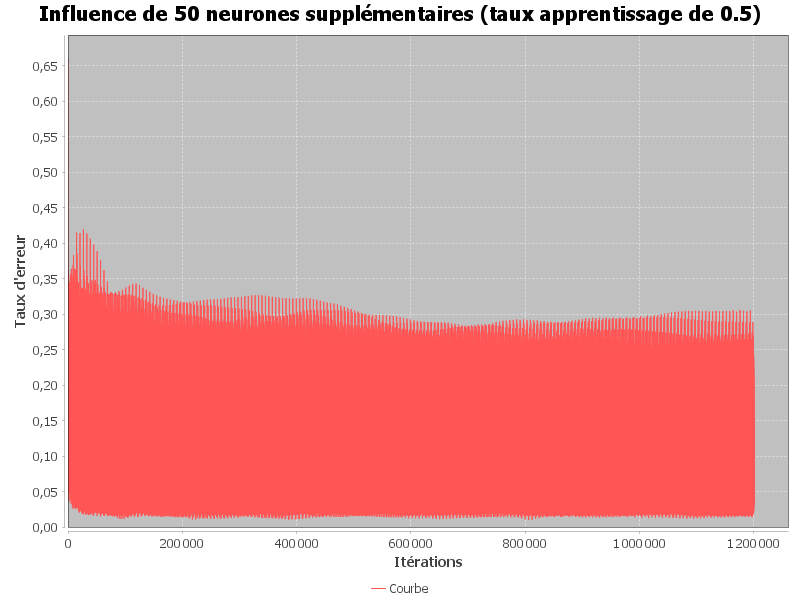 Influence de 50 neurones supplémentaires (taux apprentissage de 0.5)
Taux d'erreur
0,65
0,60
0,55
0,50
0,45
0,40
0,35
0,30
0,25
0,20
0,15
0,10
0,05
0,00
0 200 000 400 000 600 000 800 000 1 000 000 1 200 000
Itérations
Courbe